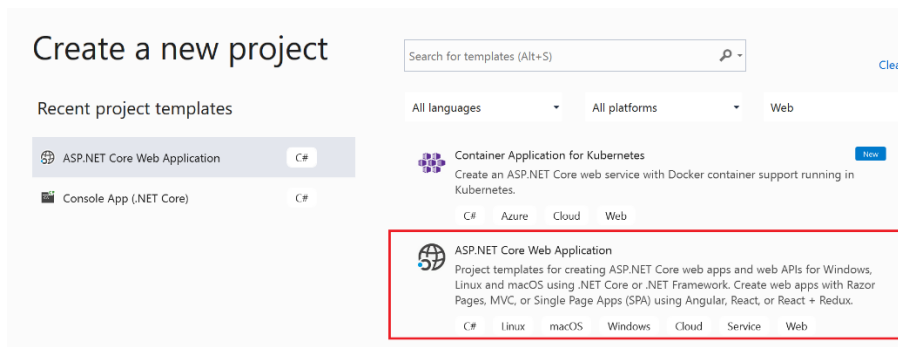 Create a new project
Search for templates (Alt+S)
Recent project templates
All languages
All platforms
Web
ASP.NET Core Web Application
C#
Console App (.NET Core)
C#
Container Application for Kubernetes
New
Create an ASP.NET Core web service with Docker container support running in
Kubernetes.
C# Azure Cloud Web
ASP.NET Core Web Application
Project templates for creating ASP.NET Core web apps and web APIs for Windows,
Linux and macOS using .NET Core or .NET Framework. Create web apps with Razor
Pages, MVC, or Single Page Apps (SPA) using Angular, React, or React + Redux.
C# Linux macOS Windows Cloud Service Web